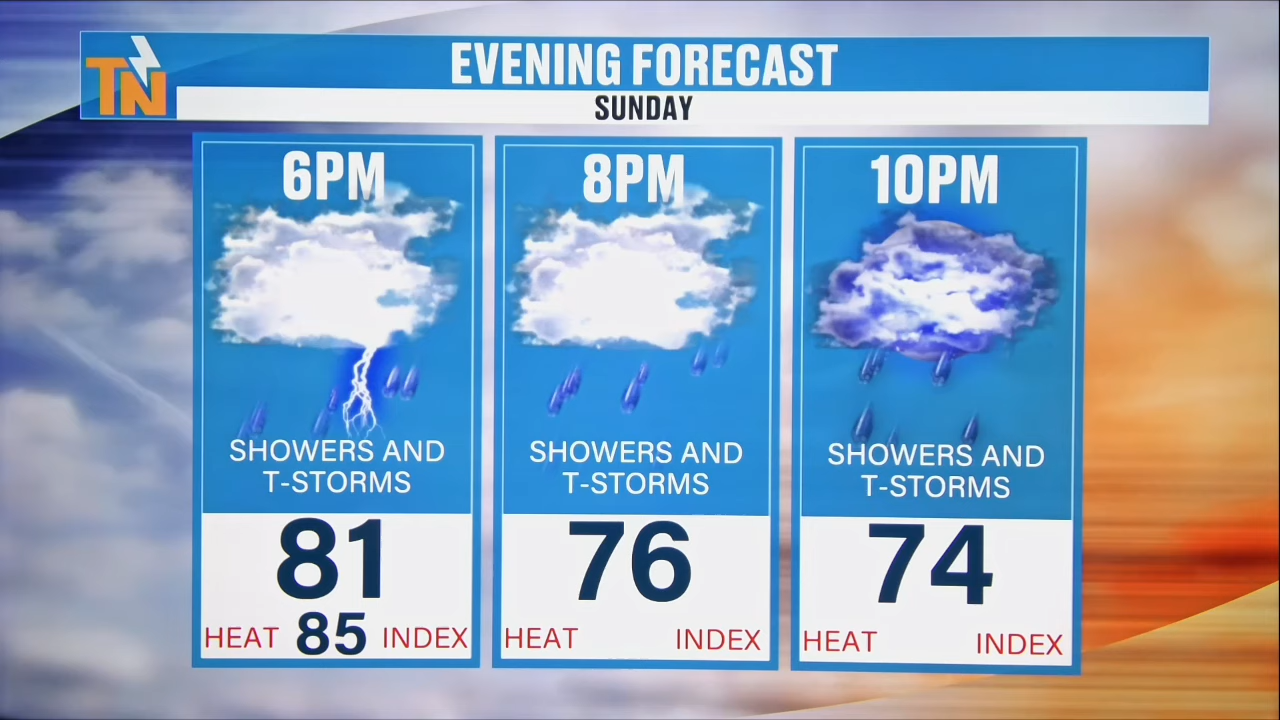 TN
EVENING FORECAST
SUNDAY
6PM
SHOWERS AND
T-STORMS
81
HEAT 85 INDEX
8PM
SHOWERS AND
T-STORMS
76
HEAT INDEX
10PM
SHOWERS AND
T-STORMS
74
HEAT INDEX